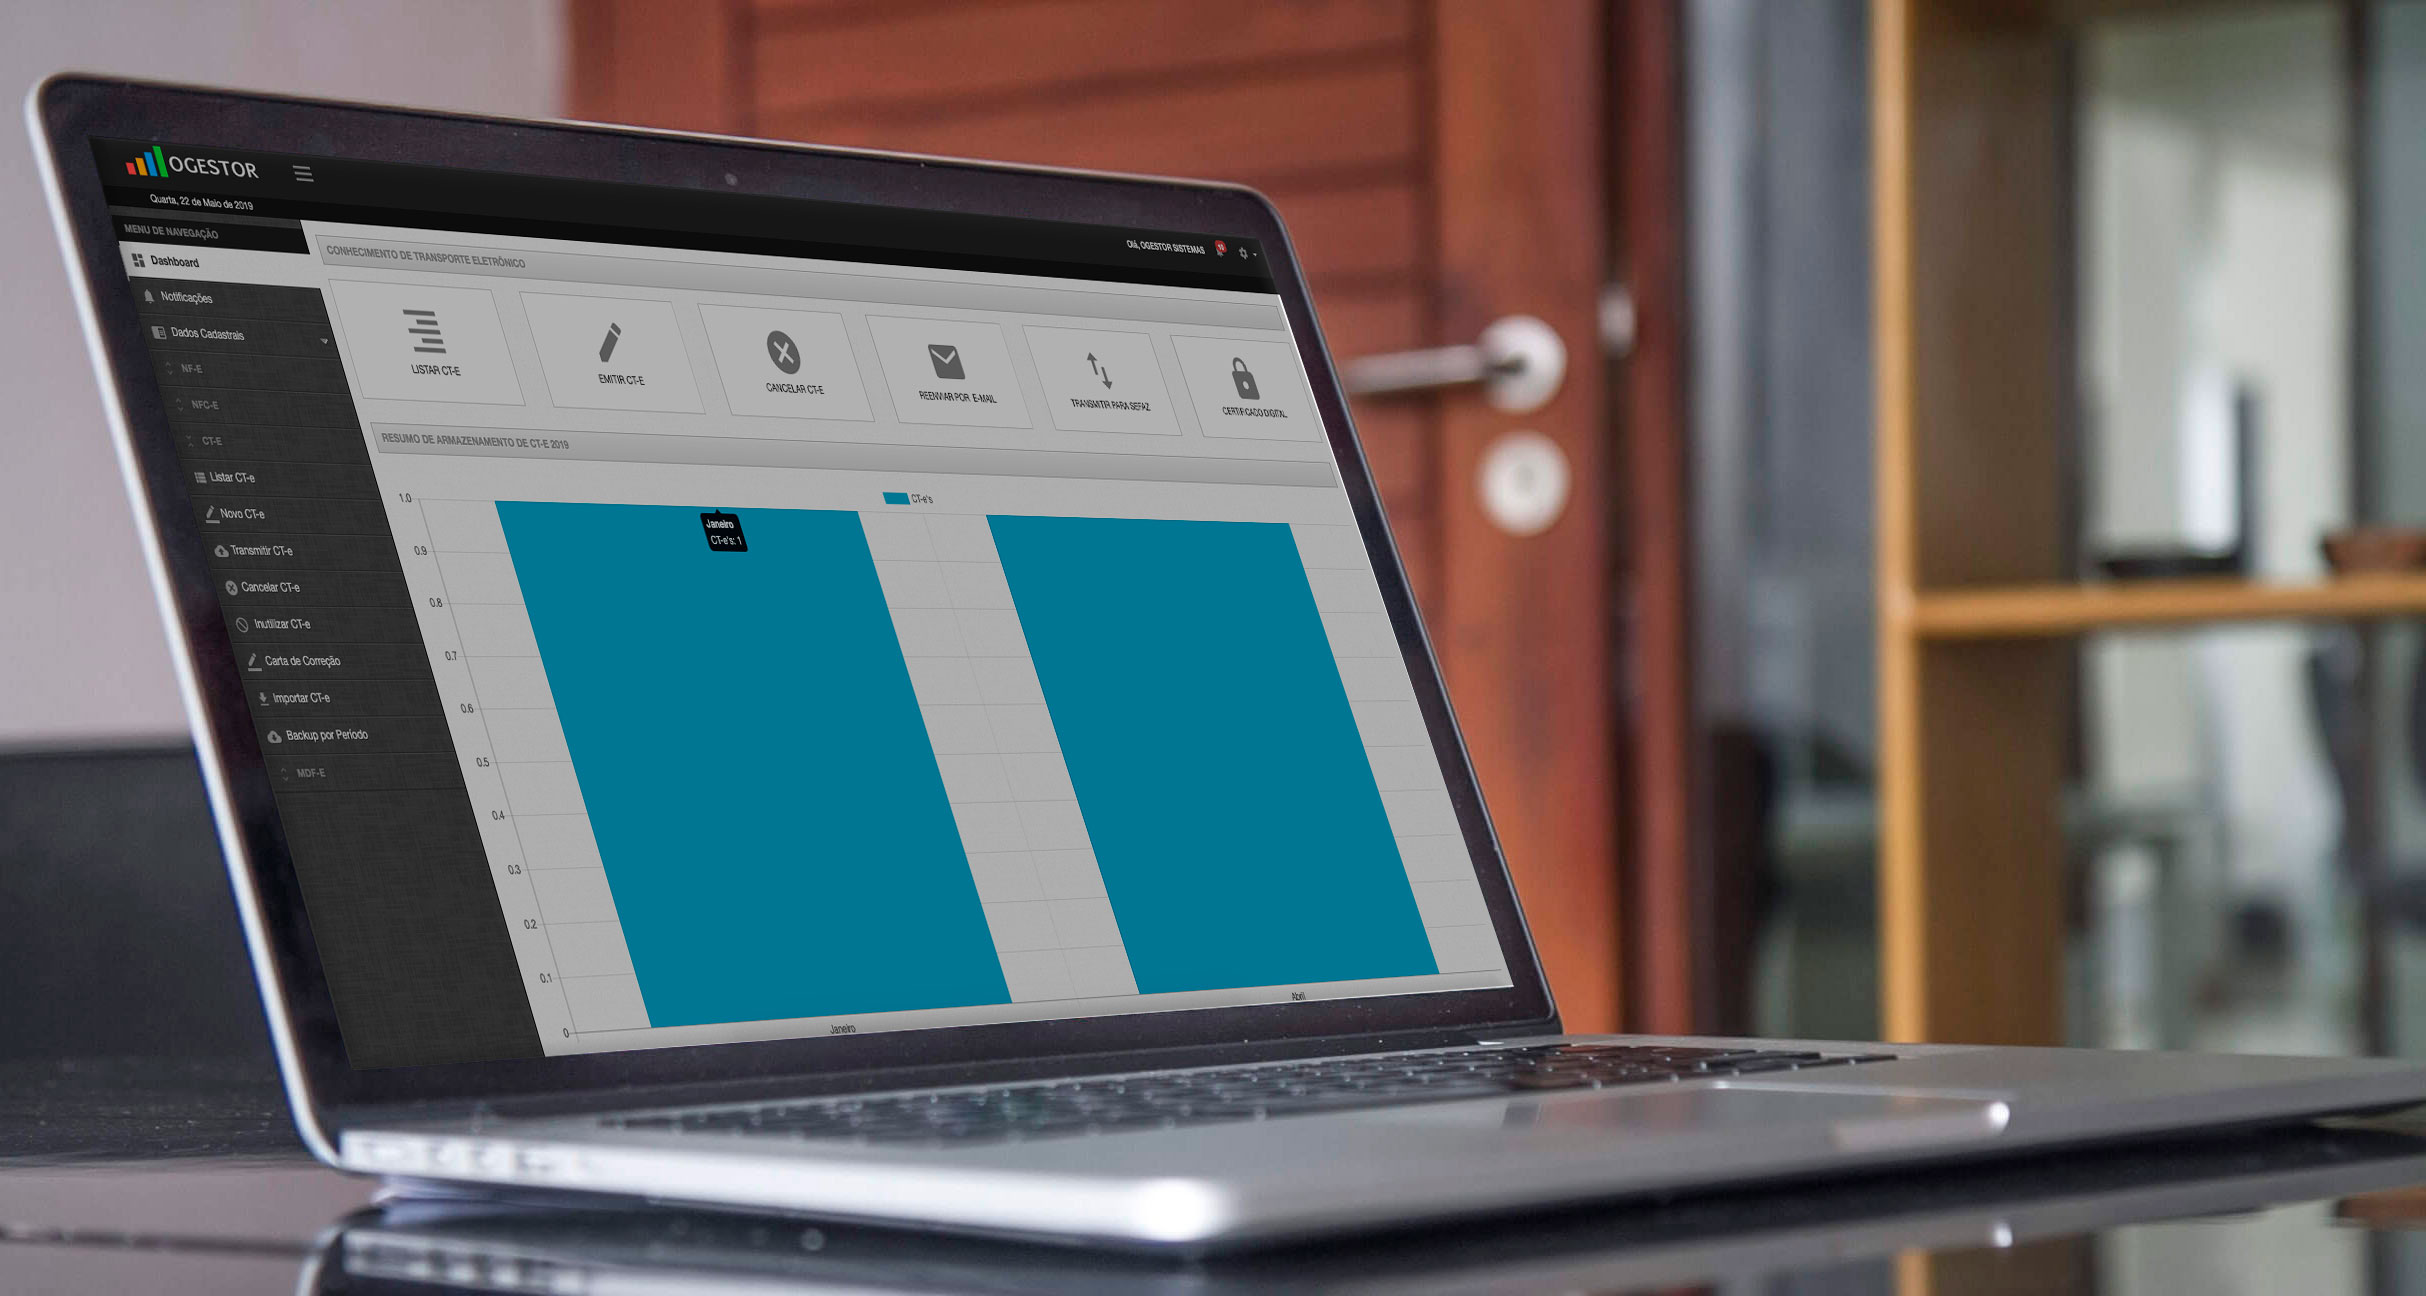 OGESTOR
Quarta, 22 de Maio de 2019
Olá, OGESTOR SISTEMAS
10
MENU DE NAVEGAÇÃO
Dashboard
Notificações
Dados Cadastrais
NF-E
NFC-E
CT-E
Listar CT-e
Novo CT-e
Transmitir CT-e
Cancelar CT-e
Inutilizar CT-e
Carta de Correção
Importar CT-e
Backup por Período
MDF-E
CONHECIMENTO DE TRANSPORTE ELETRÔNICO
LISTAR CT-E
EMITIR CT-E
CANCELAR CT-E
REENVIAR POR E-MAIL
TRANSMITIR PARA SEFAZ
CERTIFICADO DIGITAL
RESUMO DE ARMAZENAMENTO DE CT-E 2019
CT-e's
1.0
0.9
0.8
0.7
0.6
0.5
0.4
0.3
0.2
0.1
0
Janeiro
CT-e's: 1
Janeiro
Abril